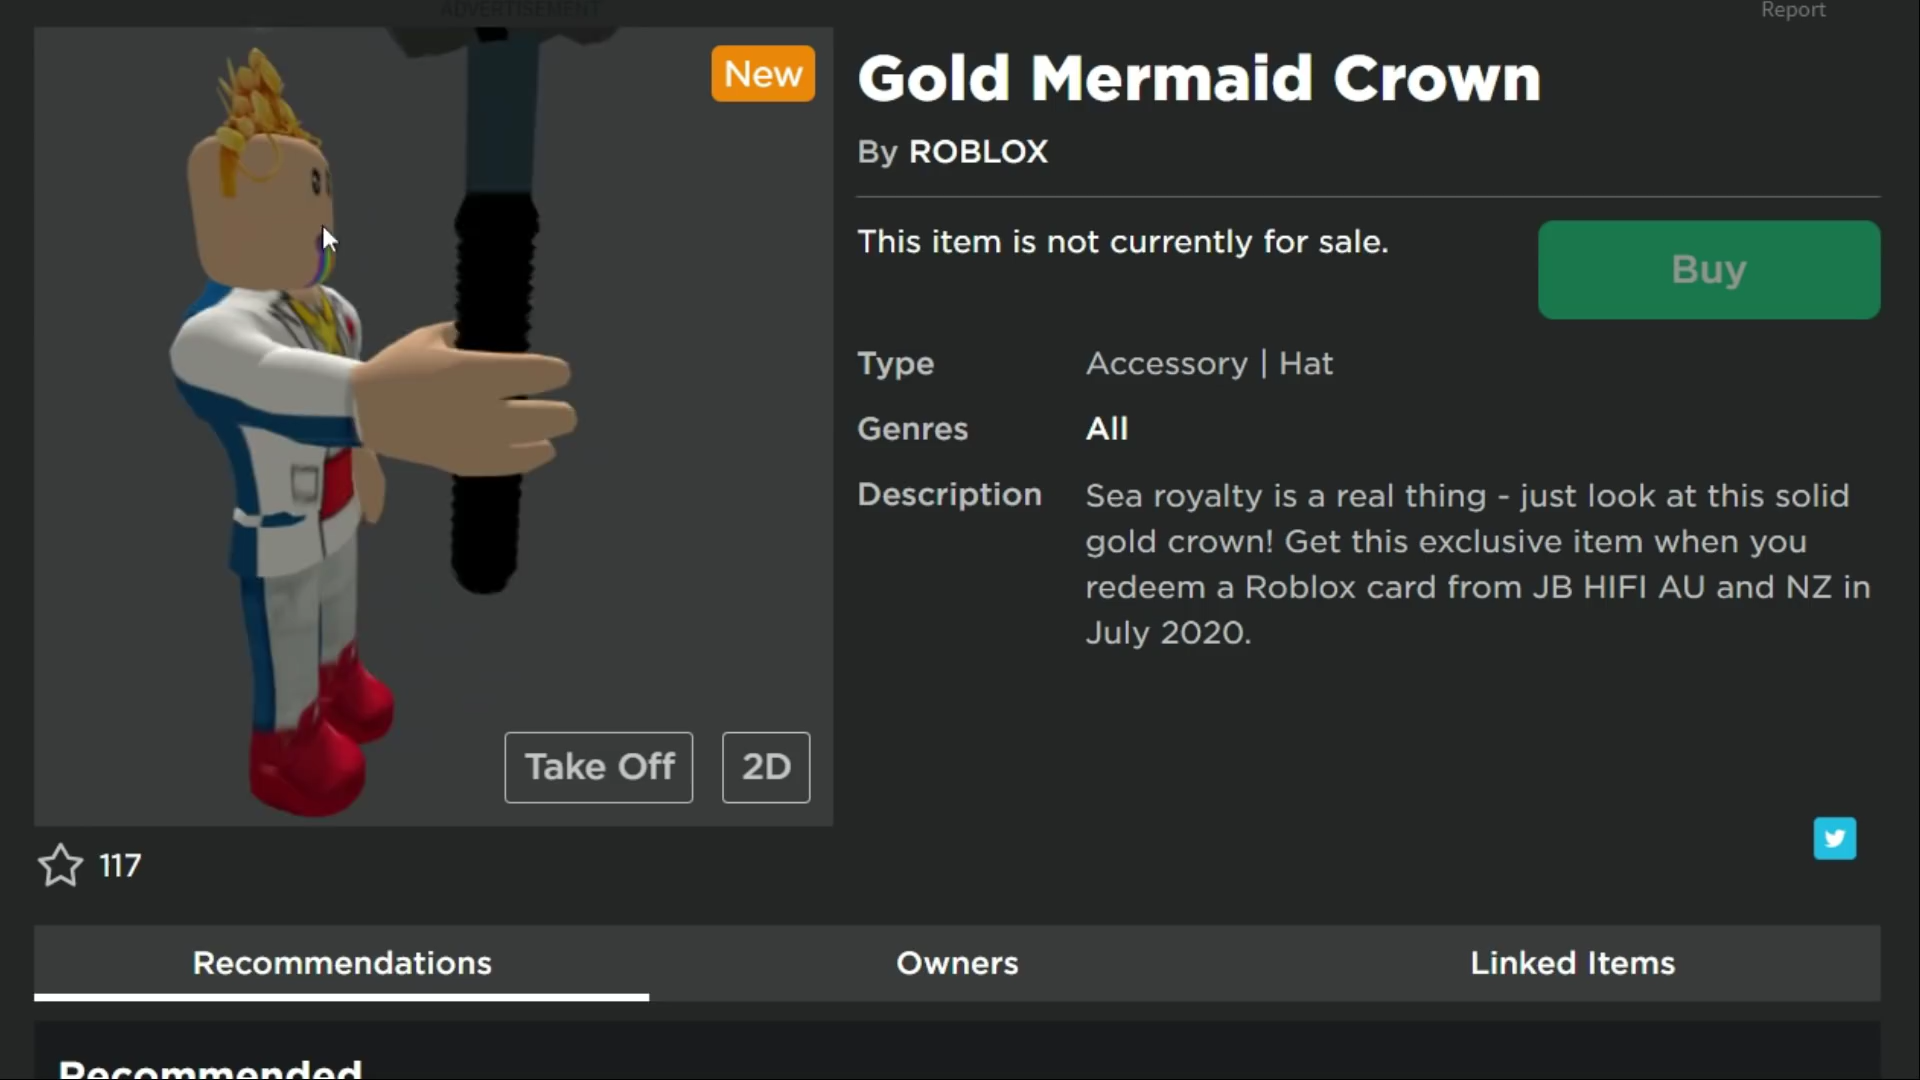 ADVERTISEMENT
Report
New
Gold Mermaid Crown
By ROBLOX
This item is not currently for sale.
Buy
Type Accessory | Hat
Genres All
Description Sea royalty is a real thing - just look at this solid
gold crown! Get this exclusive item when you
redeem a Roblox card from JB HIFI AU and NZ in
July 2020.
Take Off 2D
117
Recommendations Owners Linked Items
Recommended